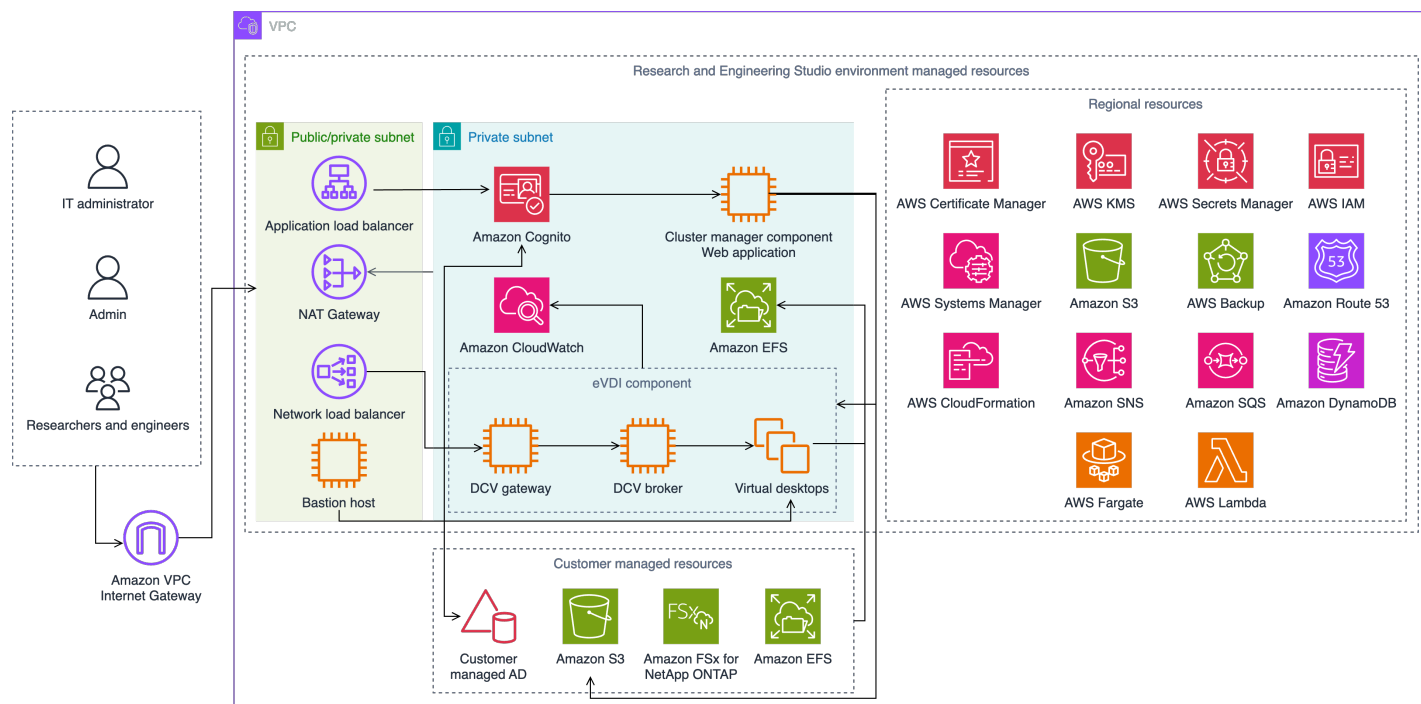 VPC
Research and Engineering Studio environment managed resources
IT administrator
Admin
Researchers and engineers
Amazon VPC
Internet Gateway
Public/private subnet
Application load balancer
NAT Gateway
Network load balancer
Bastion host
Private subnet
Amazon Cognito
Cluster manager component
Web application
Amazon CloudWatch
Amazon EFS
eVDI component
DCV gateway
DCV broker
Virtual desktops
Regional resources
AWS Certificate Manager
AWS KMS
AWS Secrets Manager
AWS IAM
AWS Systems Manager
Amazon S3
AWS Backup
53
Amazon Route 53
AWS CloudFormation
Amazon SNS
Amazon SQS
Amazon DynamoDB
AWS Fargate
AWS Lambda
Customer managed resources
Customer
managed AD
Amazon S3
FSx
N
Amazon FSx for
NetApp ONTAP
Amazon EFS